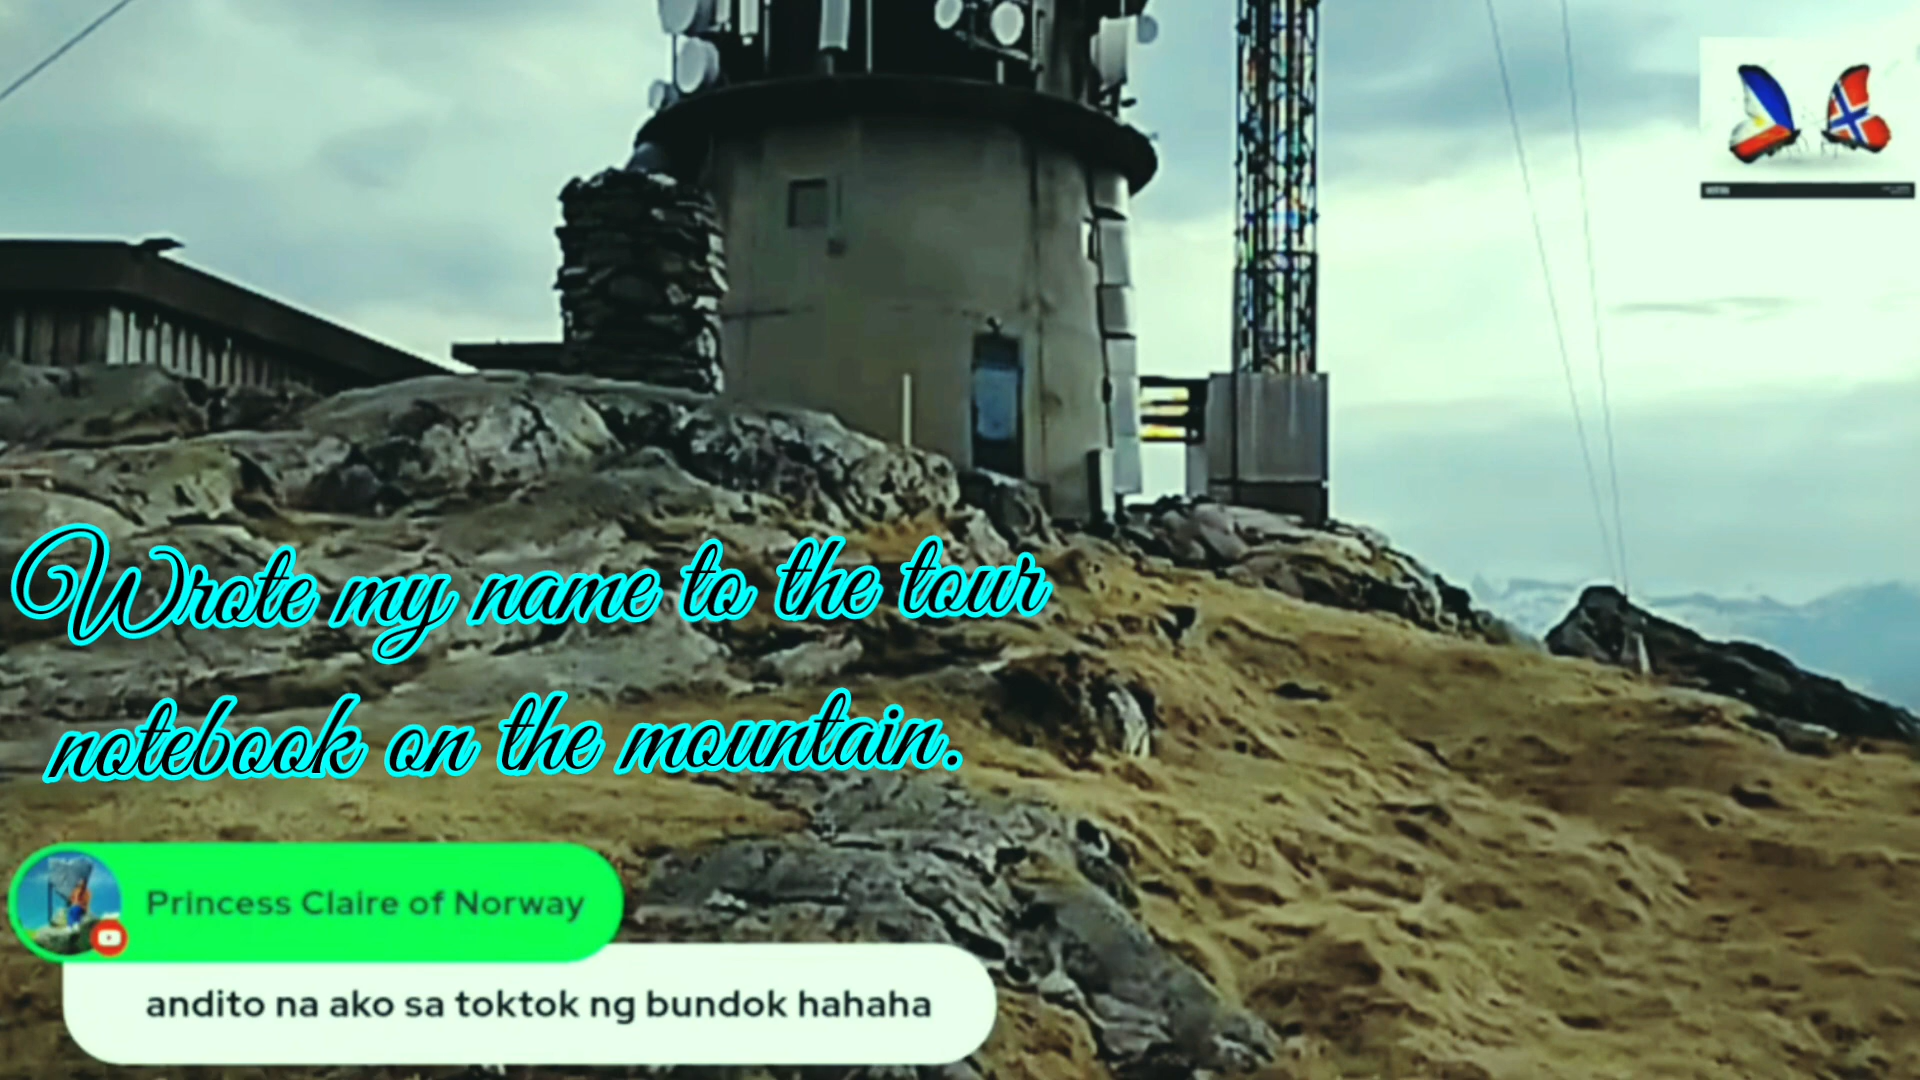 Wrote my name to the tour
notebook on the mountain.
Princess Claire of Norway
andito na ako sa toktok ng bundok hahaha